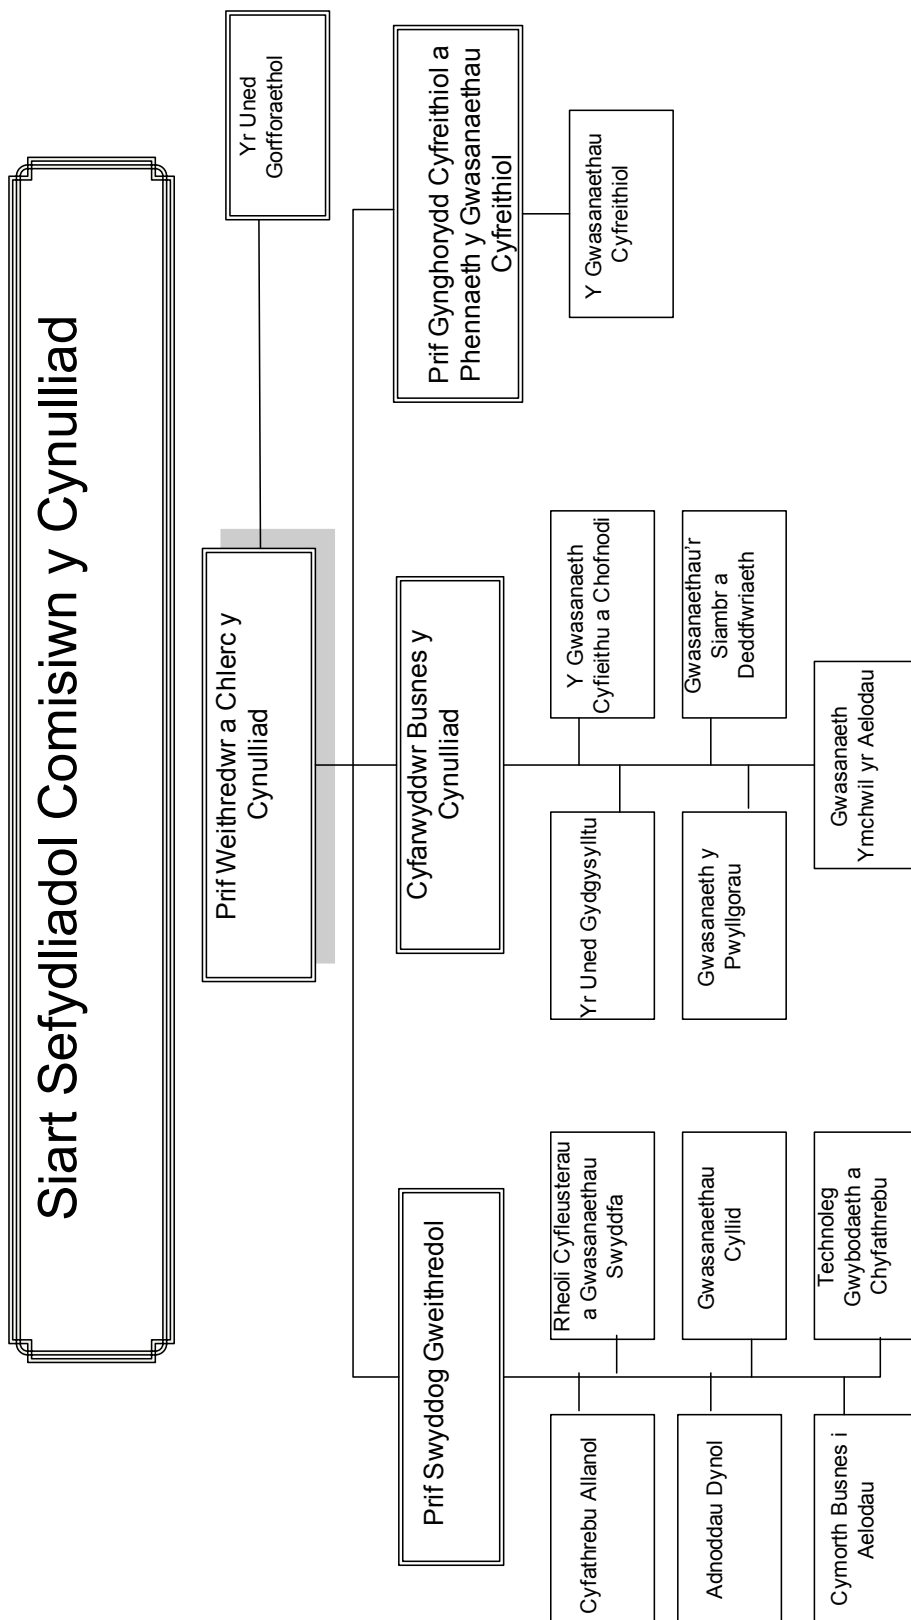 Siart Sefydliadol Comisiwn y Cynulliad
Yr Uned
Gorfforaethol
Prif Weithredwr a Chlerc y
Cynulliad
Prif Swyddog Gweithredol
Cyfarwyddwr Busnes y
Cynulliad
Prif Gynghorydd Cyfreithiol a
Phennaeth y Gwasanaethau
Cyfreithiol
Cyfathrebu Allanol
Rheoli Cyfleusterau
a Gwasanaethau
Swyddfa
Adnoddau Dynol
Gwasanaethau
Cyllid
Cymorth Busnes i
Aelodau
Technoleg
Gwybodaeth a
Chyfathrebu
Yr Uned Gydgysylltu
Y Gwasanaeth
Cyfieithu a Chofnodi
Gwasanaeth y
Pwyllgorau
Gwasanaethau’r
Siambr a
Deddfwriaeth
Gwasanaeth
Ymchwil yr Aelodau
Y Gwasanaethau
Cyfreithiol